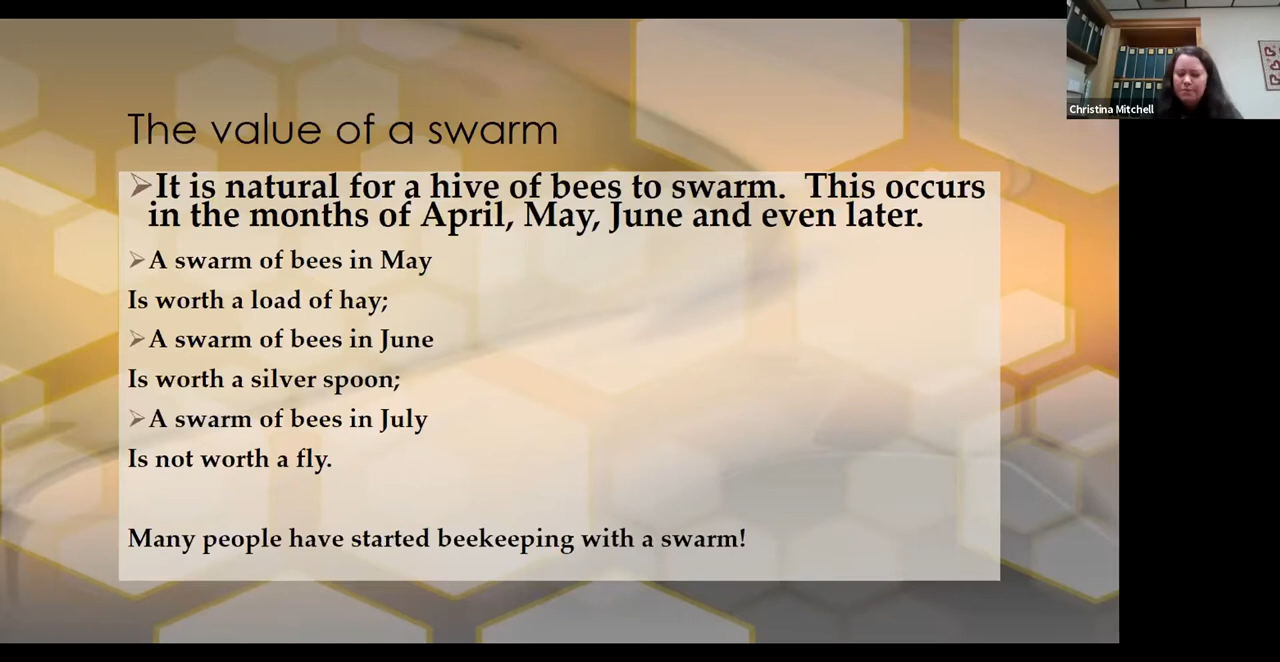 The value of a swarm
It is natural for a hive of bees to swarm. This occurs
in the months of April, May, June and even later.
A swarm of bees in May
Is worth a load of hay;
A swarm of bees in June
Is worth a silver spoon;
A swarm of bees in July
Is not worth a fly.
Many people have started beekeeping with a swarm!
Christina Mitchell